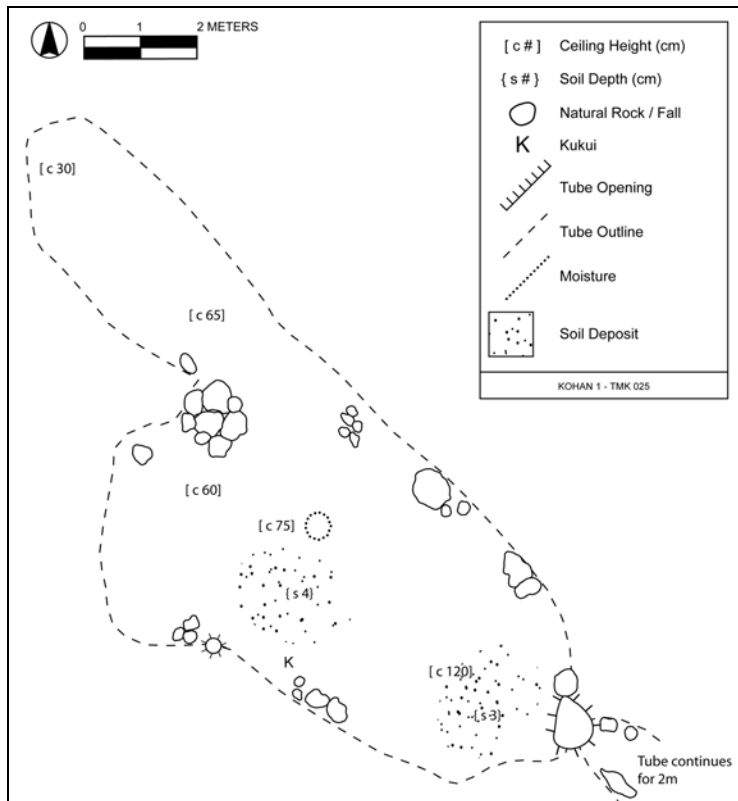 0 1 2 METERS
[ c # ] Ceiling Height (cm)
{ s # } Soil Depth (cm)
Natural Rock / Fall
K Kukui
Tube Opening
Tube Outline
Moisture
Soil Deposit
KOHAN 1 - TMK 025
[ c 30]
[ c 65]
[ c 60]
[ c 75]
{ s 4}
K
[ c 120]
{ s 3}
Tube continues
for 2m